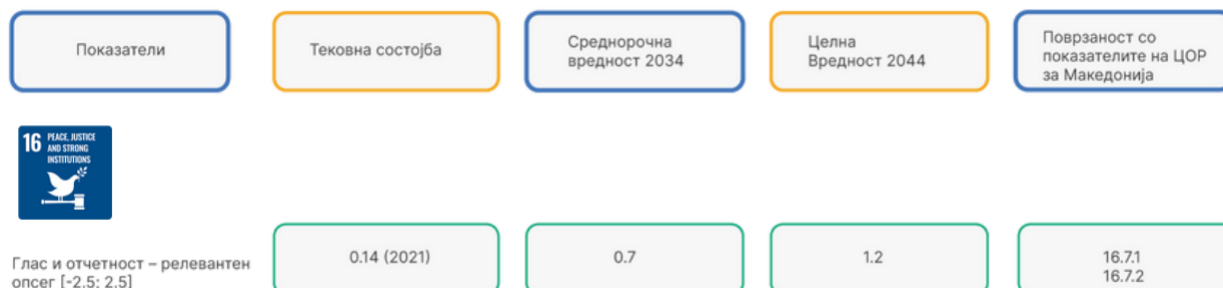 Показатели
Тековна состојба
Среднорочна
вредност 2034
Целна
Вредност 2044
Поврзаност со
показателите на ЦОР
за Македонија
16 PEACE, JUSTICE
AND STRONG
INSTITUTIONS
Глас и отчетност – релевантен
опсег [-2.5; 2.5]
0.14 (2021)
0.7
1.2
16.7.1
16.7.2